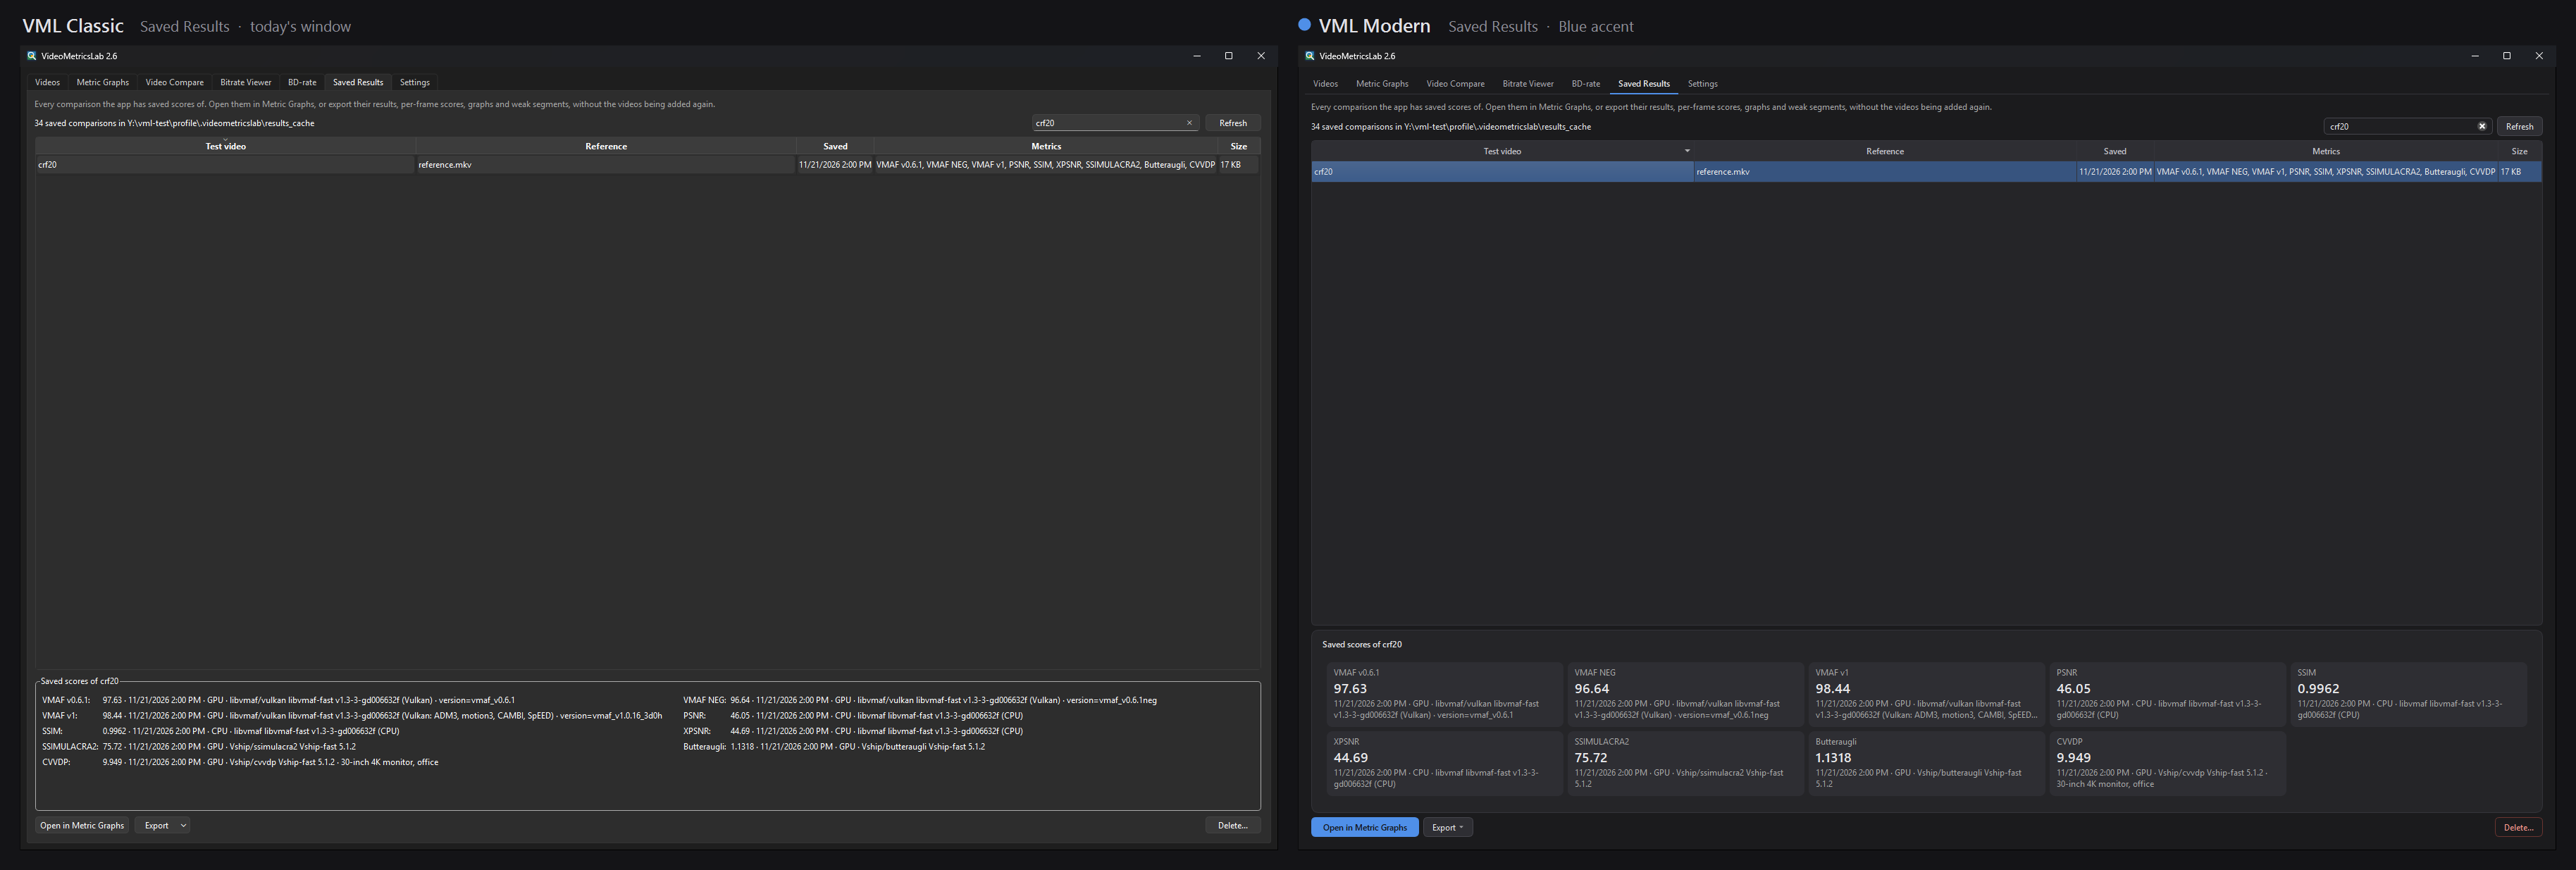 VML Classic Saved Results · today's window
VideoMetricsLab 2.6
Videos Metric Graphs Video Compare Bitrate Viewer BD-rate Saved Results Settings
Every comparison the app has saved scores of. Open them in Metric Graphs, or export their results, per-frame scores, graphs and weak segments, without the videos being added again.
34 saved comparisons in Y:\vml-test\profile\.videometricslab\results_cache crf20 Refresh
Test video Reference Saved Metrics Size
crf20 reference.mkv 11/21/2026 2:00 PM VMAF v0.6.1, VMAF NEG, VMAF v1, PSNR, SSIM, XPSNR, SSIMULACRA2, Butteraugli, CVVDP 17 KB
Saved scores of crf20
VMAF v0.6.1: 97.63 · 11/21/2026 2:00 PM · GPU · libvmaf/vulkan libvmaf-fast v1.3-3-gd006632f (Vulkan) · version=vmaf_v0.6.1 VMAF NEG: 96.64 · 11/21/2026 2:00 PM · GPU · libvmaf/vulkan libvmaf-fast v1.3-3-gd006632f (Vulkan) · version=vmaf_v0.6.1neg
VMAF v1: 98.44 · 11/21/2026 2:00 PM · GPU · libvmaf/vulkan libvmaf-fast v1.3-3-gd006632f (Vulkan: ADM3, motion3, CAMBI, SpEED) · version=vmaf_v1.0.16_3d0h PSNR: 46.05 · 11/21/2026 2:00 PM · CPU · libvmaf libvmaf-fast v1.3-3-gd006632f (CPU)
SSIM: 0.9962 · 11/21/2026 2:00 PM · CPU · libvmaf libvmaf-fast v1.3-3-gd006632f (CPU) XPSNR: 44.69 · 11/21/2026 2:00 PM · CPU · libvmaf libvmaf-fast v1.3-3-gd006632f (CPU)
SSIMULACRA2: 75.72 · 11/21/2026 2:00 PM · GPU · Vship/ssimulacra2 Vship-fast 5.1.2 Butteraugli: 1.1318 · 11/21/2026 2:00 PM · GPU · Vship/butteraugli Vship-fast 5.1.2
CVVDP: 9.949 · 11/21/2026 2:00 PM · GPU · Vship/cvvdp Vship-fast 5.1.2 · 30-inch 4K monitor, office
Open in Metric Graphs Export Delete...
VML Modern Saved Results · Blue accent
VideoMetricsLab 2.6
Videos Metric Graphs Video Compare Bitrate Viewer BD-rate Saved Results Settings
Every comparison the app has saved scores of. Open them in Metric Graphs, or export their results, per-frame scores, graphs and weak segments, without the videos being added again.
34 saved comparisons in Y:\vml-test\profile\.videometricslab\results_cache crf20 Refresh
Test video Reference Saved Metrics Size
crf20 reference.mkv 11/21/2026 2:00 PM VMAF v0.6.1, VMAF NEG, VMAF v1, PSNR, SSIM, XPSNR, SSIMULACRA2, Butteraugli, CVVDP 17 KB
Saved scores of crf20
VMAF v0.6.1
97.63
11/21/2026 2:00 PM · GPU · libvmaf/vulkan libvmaf-fast
v1.3-3-gd006632f (Vulkan) · version=vmaf_v0.6.1
VMAF NEG
96.64
11/21/2026 2:00 PM · GPU · libvmaf/vulkan libvmaf-fast
v1.3-3-gd006632f (Vulkan) · version=vmaf_v0.6.1neg
VMAF v1
98.44
11/21/2026 2:00 PM · GPU · libvmaf/vulkan libvmaf-fast
v1.3-3-gd006632f (Vulkan: ADM3, motion3, CAMBI, SpEED...
PSNR
46.05
11/21/2026 2:00 PM · CPU · libvmaf libvmaf-fast v1.3-3-
gd006632f (CPU)
SSIM
0.9962
11/21/2026 2:00 PM · CPU · libvmaf libvmaf-fast v1.3-3-
gd006632f (CPU)
XPSNR
44.69
11/21/2026 2:00 PM · CPU · libvmaf libvmaf-fast v1.3-3-
gd006632f (CPU)
SSIMULACRA2
75.72
11/21/2026 2:00 PM · GPU · Vship/ssimulacra2 Vship-fast
5.1.2
Butteraugli
1.1318
11/21/2026 2:00 PM · GPU · Vship/butteraugli Vship-fast
5.1.2
CVVDP
9.949
11/21/2026 2:00 PM · GPU · Vship/cvvdp Vship-fast 5.1.2 ·
30-inch 4K monitor, office
Open in Metric Graphs Export Delete...